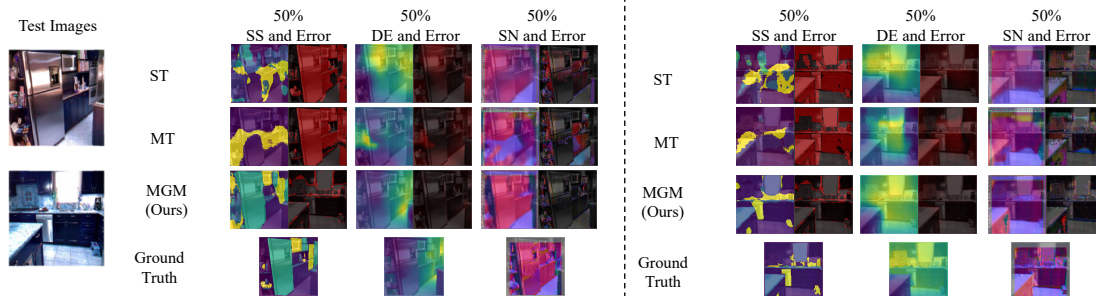 Test Images
50%
SS and Error
50%
DE and Error
50%
SN and Error
ST
MT
MGM
(Ours)
Ground
Truth
50%
SS and Error
50%
DE and Error
50%
SN and Error
ST
MT
MGM
(Ours)
Ground
Truth